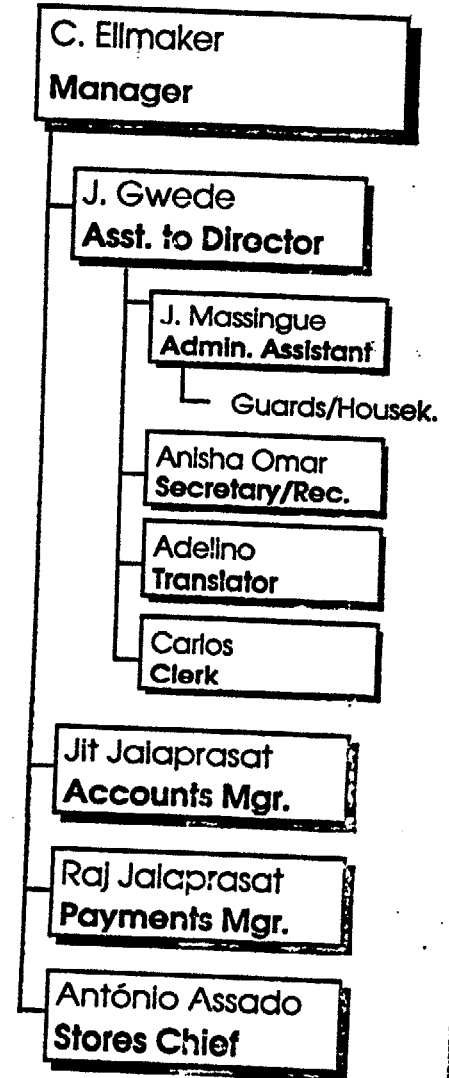 C. Ellmaker
Manager
J. Gwede
Asst. to Director
J. Massingue
Admin. Assistant
Guards/Housek.
Anisha Omar
Secretary/Rec.
Adelino
Translator
Carlos
Clerk
Jit Jalaprasat
Accounts Mgr.
Raj Jalaprasat
Payments Mgr.
António Assado
Stores Chief